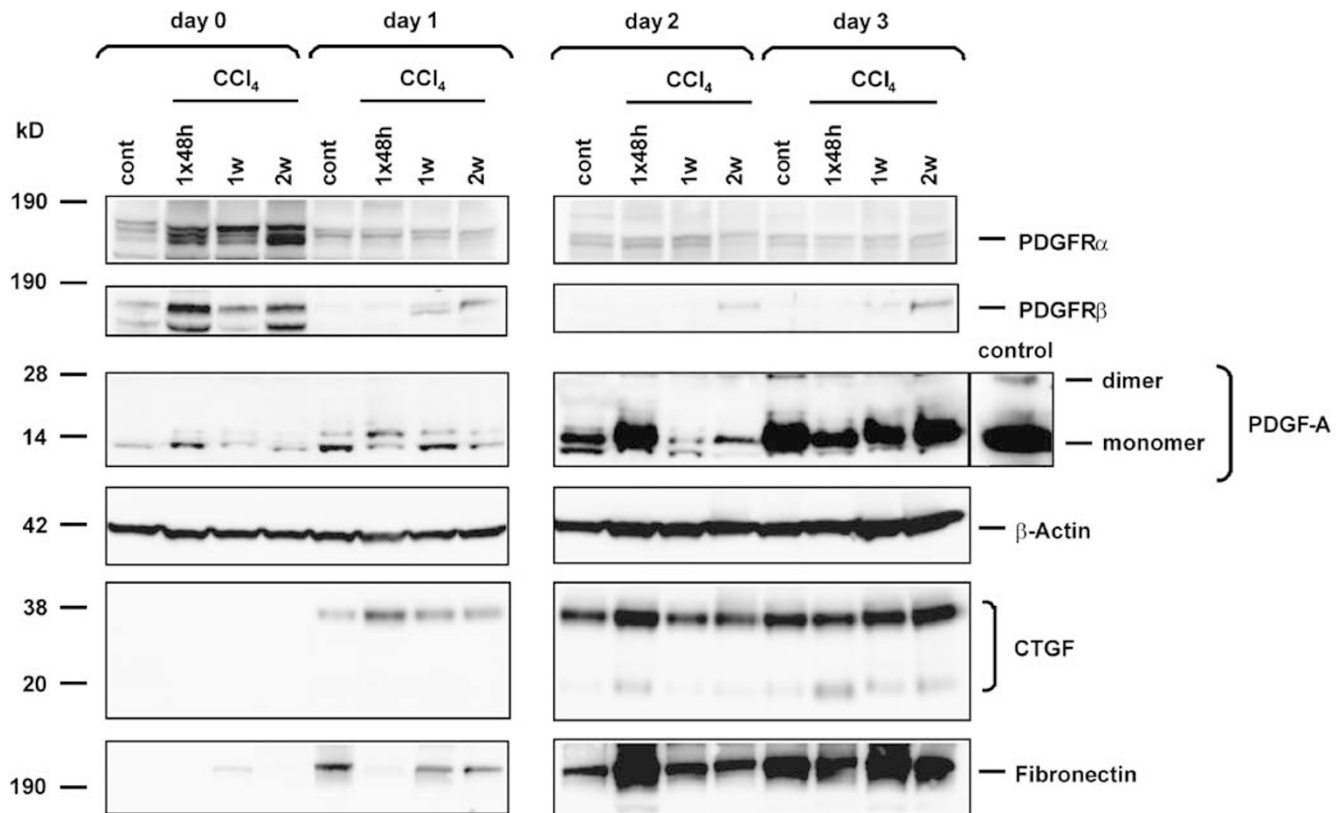 day 0 day 1 day 2 day 3
CCl₄ CCl₄ CCl₄ CCl₄
kD
cont 1x48h 1w 2w cont 1x48h 1w 2w cont 1x48h 1w 2w cont 1x48h 1w 2w
190
PDGFRα
190
PDGFRβ
control
28
dimer
14
monomer
PDGF-A
42
β-Actin
38
CTGF
20
Fibronectin
190